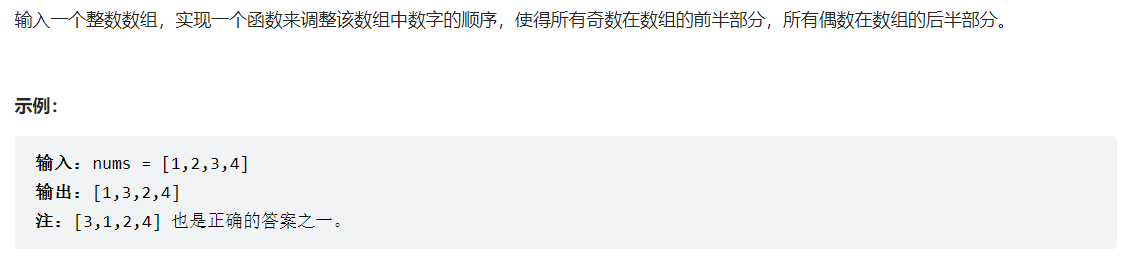 输入一个整数数组，实现一个函数来调整该数组中数字的顺序，使得所有奇数在数组的前半部分，所有偶数在数组的后半部分。
示例：
输入：nums = [1,2,3,4]
输出：[1,3,2,4]
注：[3,1,2,4] 也是正确的答案之一。